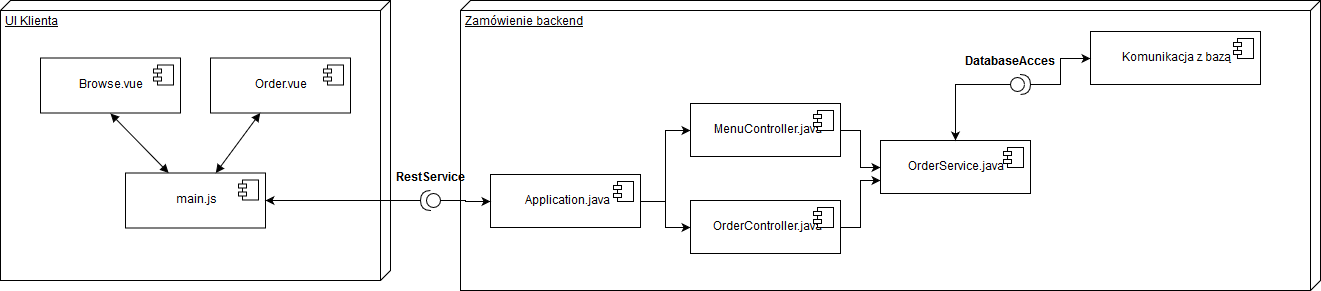 UI Klienta
Browse.vue
Order.vue
main.js
RestService
Zamówienie backend
Application.java
MenuController.java
OrderController.java
OrderService.java
DatabaseAcces
Komunikacja z bazą